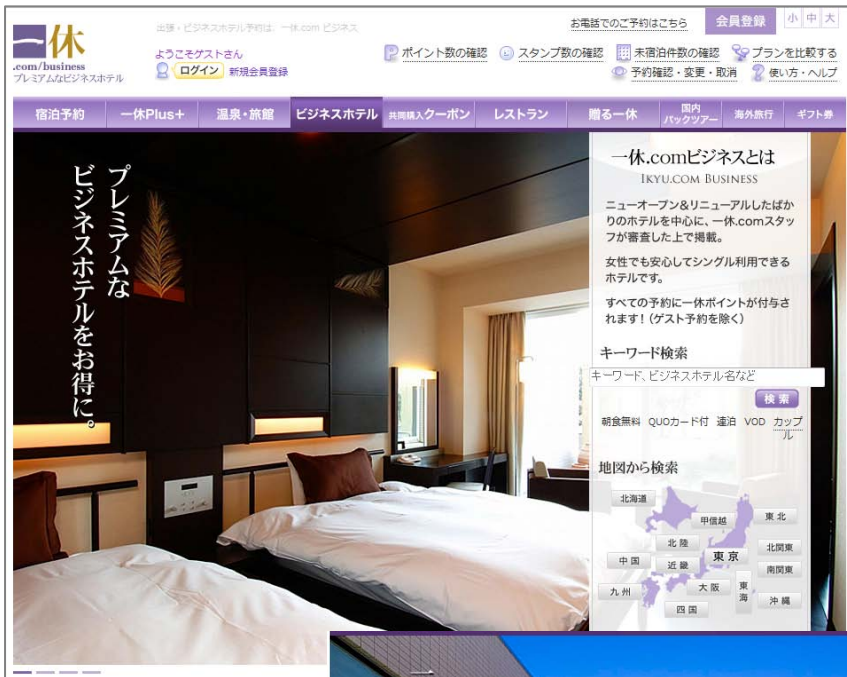 出張・ビジネスホテル予約は、一休.com ビジネス
お電話でのご予約はこちら
会員登録
小 中 大
一休
.com/business
プレミアムなビジネスホテル
ようこそゲストさん
ログイン 新規会員登録
ポイント数の確認 スタンプ数の確認 未宿泊件数の確認 プランを比較する
予約確認・変更・取消 使い方・ヘルプ
宿泊予約 一休Plus+ 温泉・旅館 ビジネスホテル 共同購入クーポン レストラン 贈る一休 国内パックツアー 海外旅行 ギフト券
プレミアムな
ビジネスホテルをお得に。
一休.comビジネスとは
IKYU.COM BUSINESS
ニューオープン&リニューアルしたばか
りのホテルを中心に、一休.comスタッ
フが審査した上で掲載。
女性でも安心してシングル利用できる
ホテルです。
すべての予約に一休ポイントが付与さ
れます!(ゲスト予約を除く)
キーワード検索
キーワード、ビジネスホテル名など
検索
朝食無料 QUOカード付 連泊 VOD カップ
ル
地図から検索
北海道
甲信越
東北
北陸
北関東
中国
近畿
東京
南関東
九州
大阪
東海
沖縄
四国